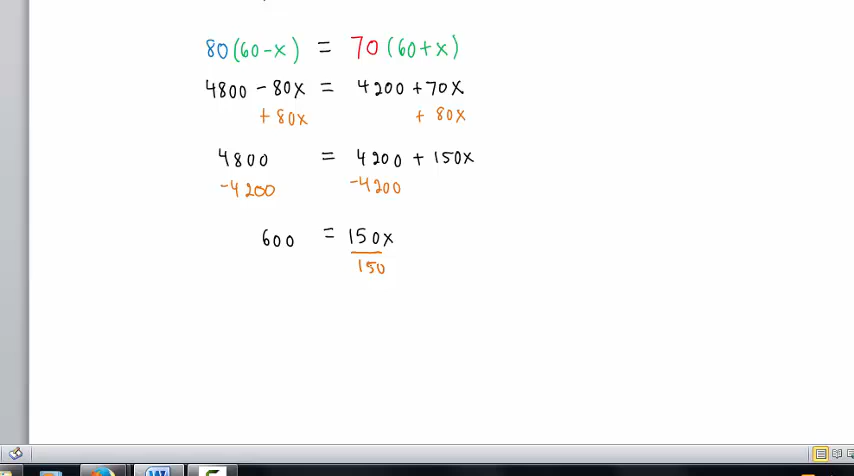 80(60-x) = 70(60+x)
4800 - 80x = 4200 + 70x
+ 80x + 80x
4800 = 4200 + 150x
-4200 -4200
600 = 150x
150